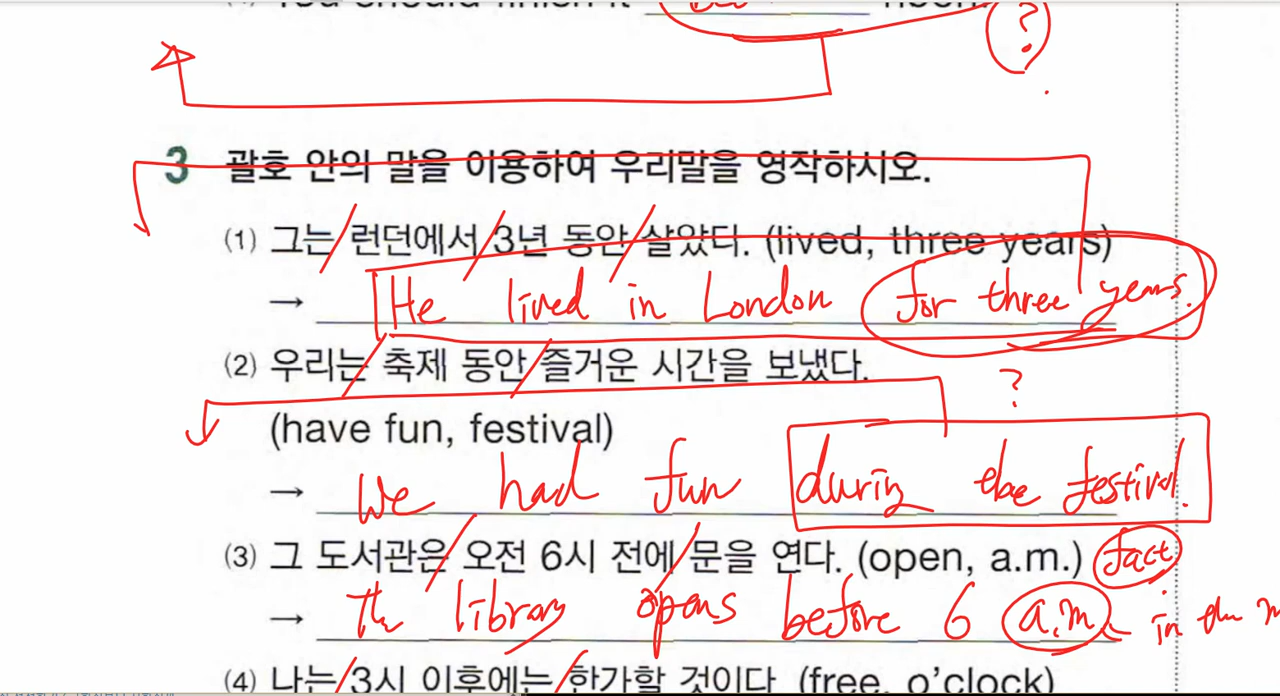 You should finish it noon.
?
3 괄호 안의 말을 이용하여 우리말을 영작하시오.
(1) 그는/런던에서/3년 동안/살았다. (lived, three years)
→ He lived in London for three years.
(2) 우리는/축제 동안/즐거운 시간을 보냈다.
?
(have fun, festival)
→ We had fun during the festival.
(3) 그 도서관은/오전 6시 전에/문을 연다. (open, a.m.) fact
→ The library opens before 6 a.m. in the
(4) 나는/3시 이후에는/한가할 것이다. (free, o'clock)